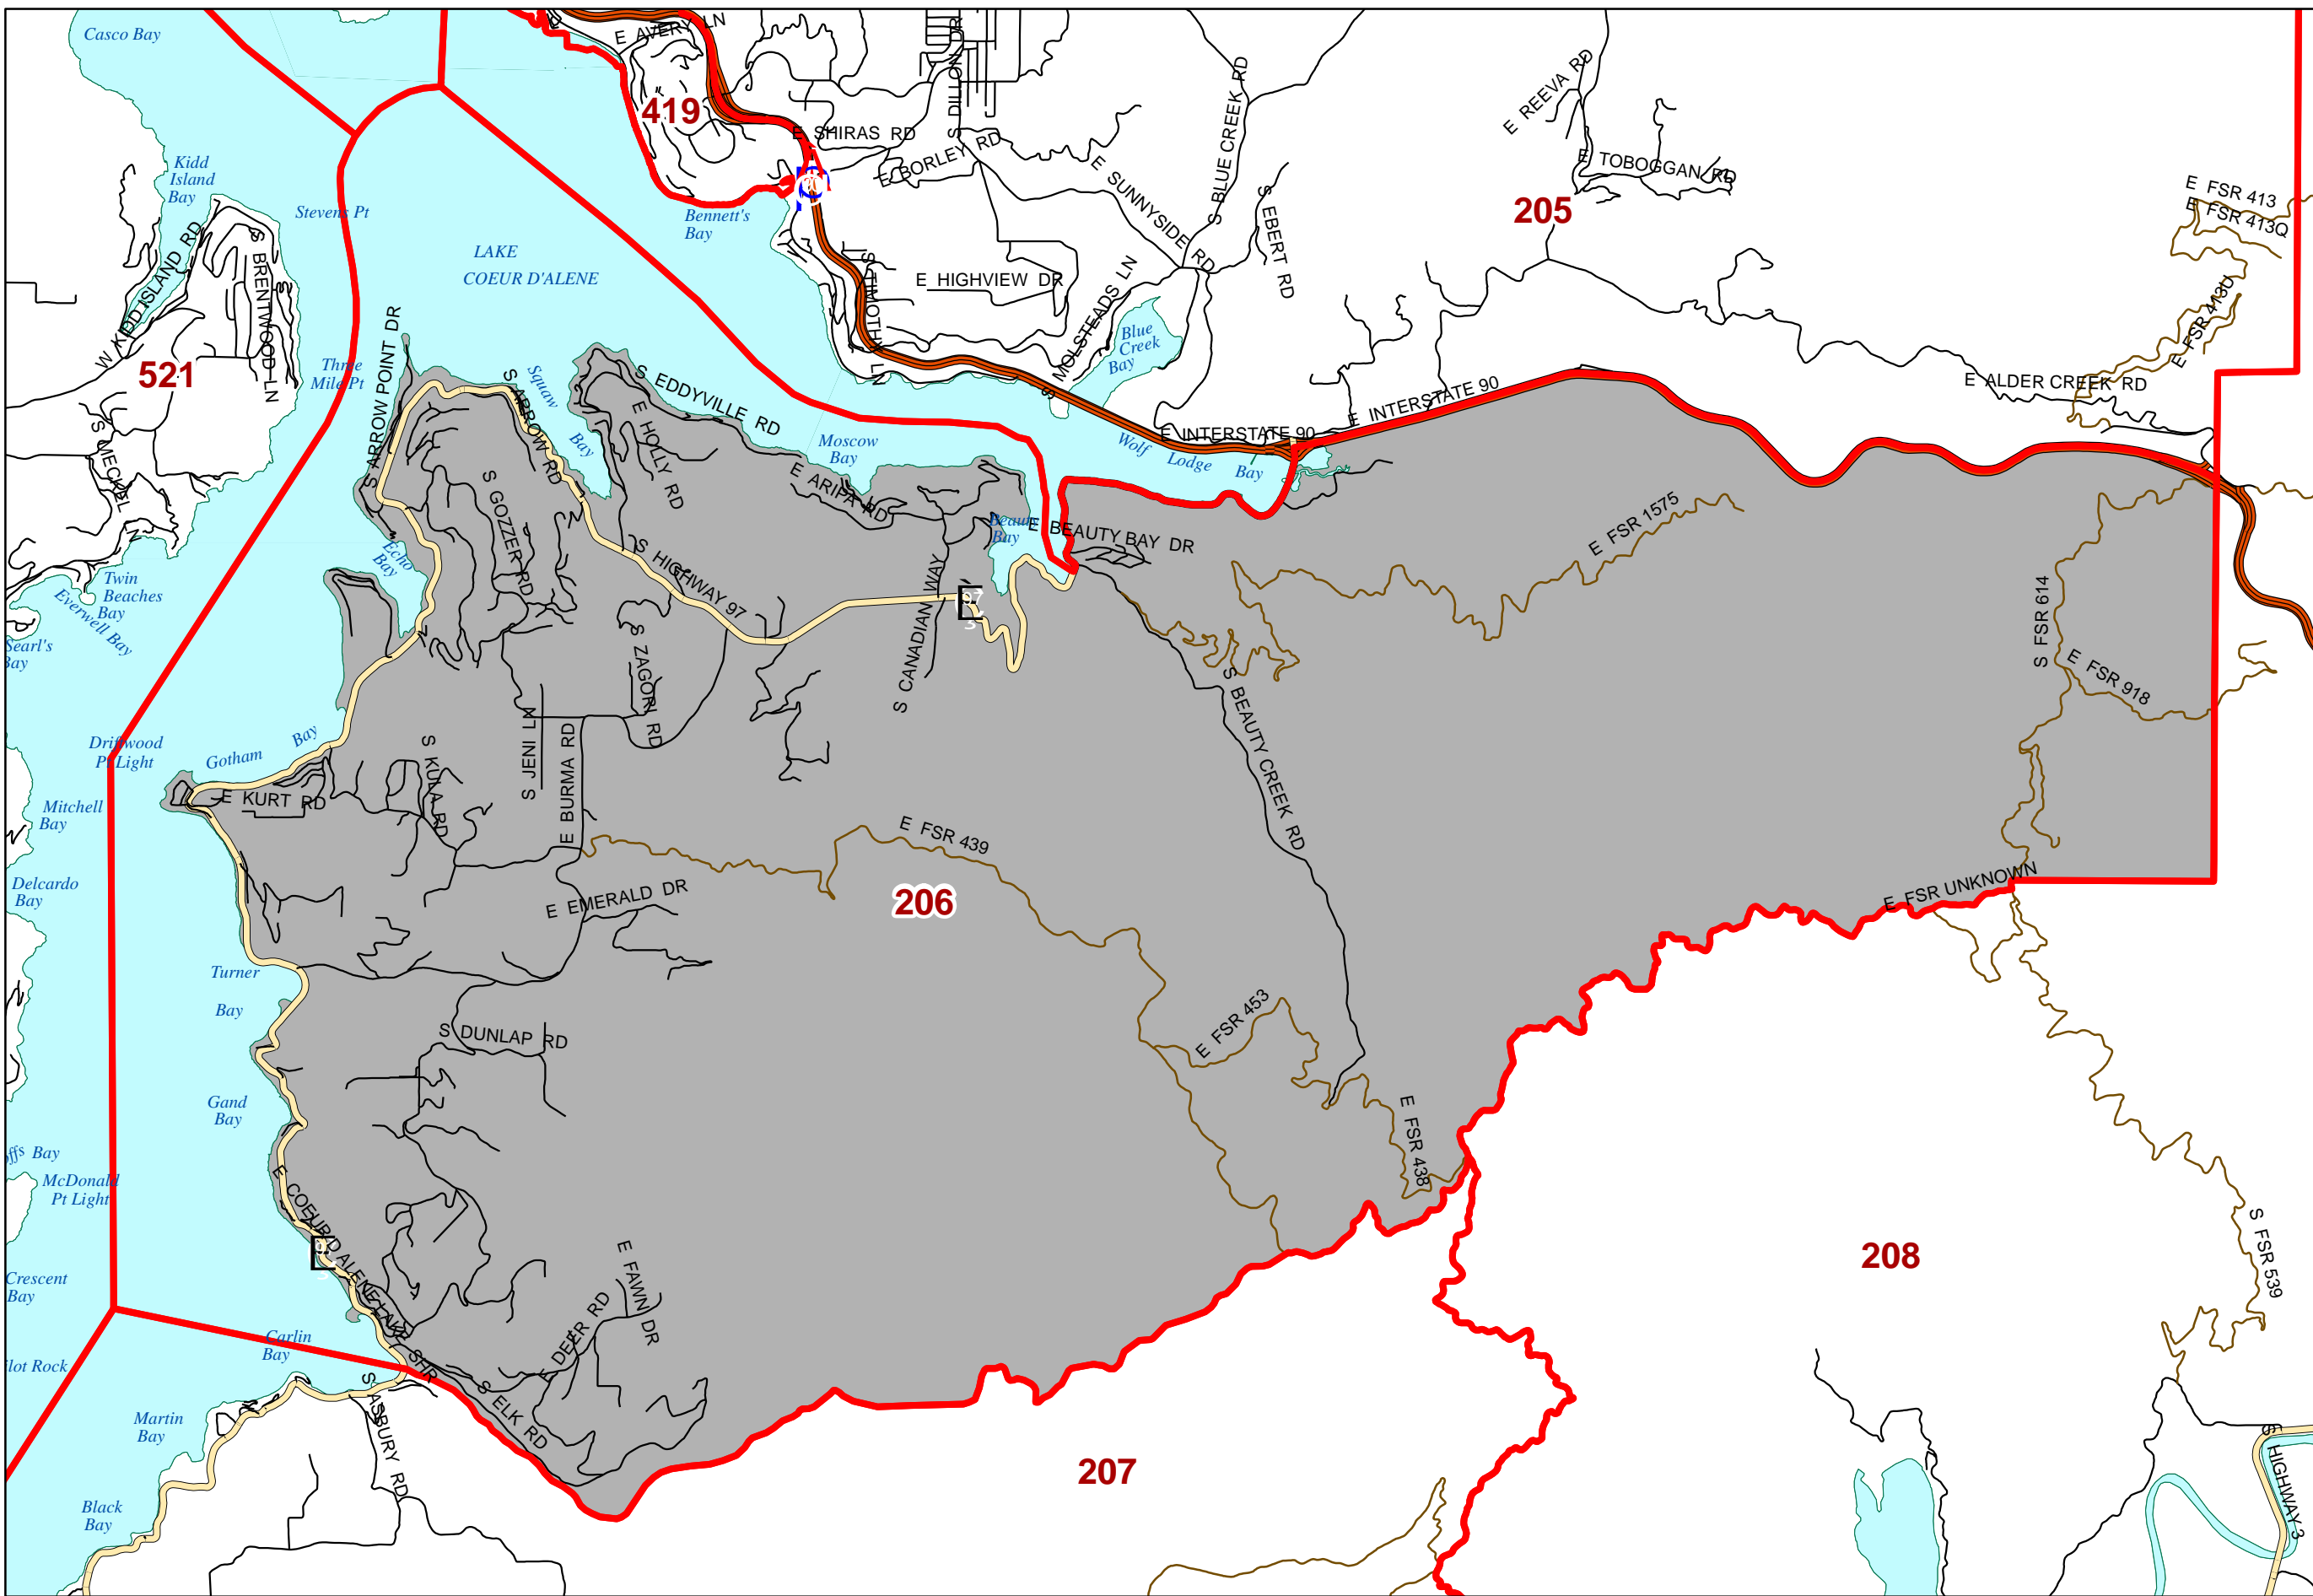 Casco Bay
E AVERY LN
419
S DILLON DR
E SHIRAS RD
E BORLEY RD
E SUNNYSIDE RD
S BLUE CREEK RD
S EBERT RD
E REEVA RD
E TOBOGGAN RD
205
E FSR 413
E FSR 413Q
E FSR 413U
Kidd
Island
Bay
Stevens Pt
Bennett's
Bay
LAKE
COEUR D'ALENE
W KIDD ISLAND RD
S BRENTWOOD LN
521
Three
Mile Pt
S ARROW POINT DR
S TIMOTHY LN
E HIGHVIEW DR
S MOLSTEADS LN
Blue
Creek
Bay
E ALDER CREEK RD
S MECKEL LN
S ARROW RD
Squaw
Bay
S EDDYVILLE RD
E HOLLY RD
Moscow
Bay
E INTERSTATE 90
E INTERSTATE 90
Wolf
Lodge
Bay
S GOZZER RD
E ARIPA RD
Echo
Bay
Bay
E BEAUTY BAY DR
E FSR 1575
S HIGHWAY 97
Twin
Beaches
Bay
Everwell Bay
Searl's
S ZAGORI RD
S CANADIAN WAY
S BEAUTY CREEK RD
S FSR 614
E FSR 918
Driftwood
Pt Light
Gotham
Bay
S KULA RD
S JENI LN
E BURMA RD
Mitchell
Bay
E KURT RD
E FSR 439
206
E EMERALD DR
Delcardo
Bay
E FSR UNKNOWN
Turner
Bay
S DUNLAP RD
E FSR 453
Gand
Bay
E FSR 438
Bay
McDonald
Pt Light
E COEUR D ALENE LAKE SHR
E FAWN DR
208
S FSR 539
Crescent
Bay
Carlin
Bay
E DEER RD
lot Rock
S ASBURY RD
S ELK RD
Martin
Bay
207
Black
Bay
S HIGHWAY 3